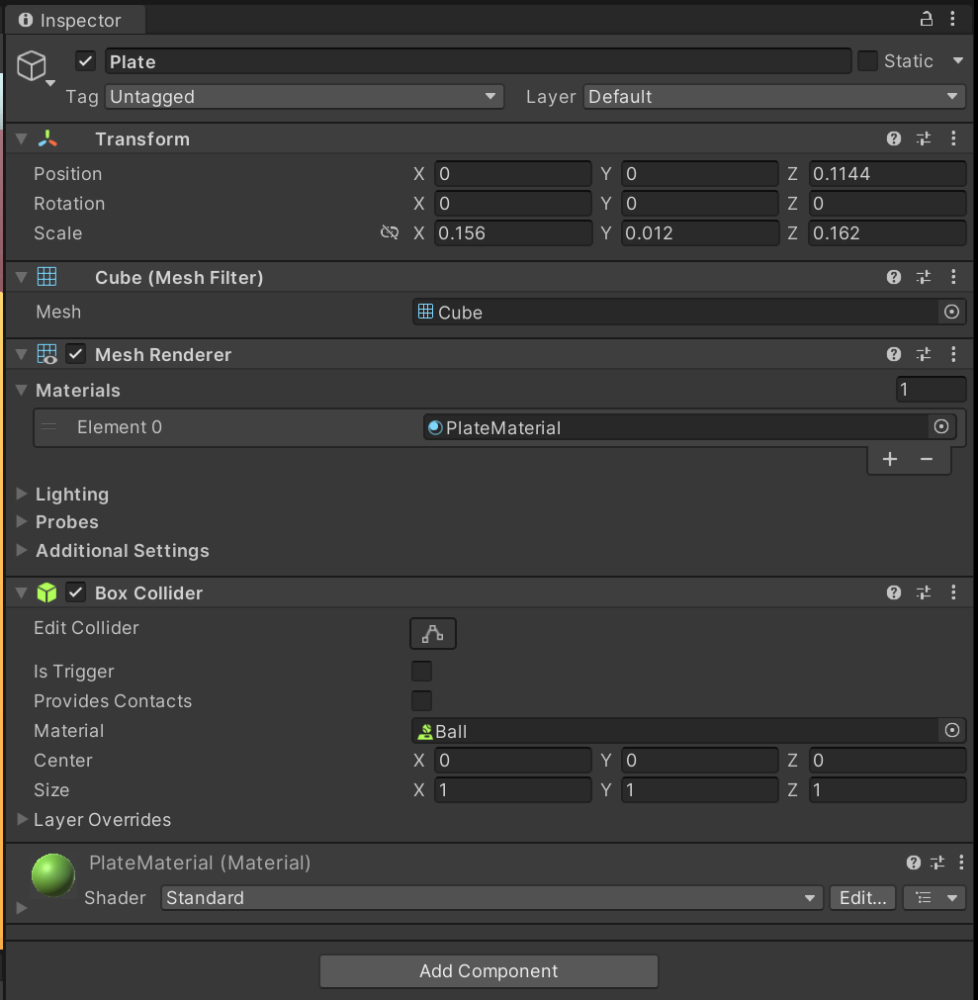 Inspector
Plate Static
Tag Untagged Layer Default
Transform
Position X 0 Y 0 Z 0.1144
Rotation X 0 Y 0 Z 0
Scale X 0.156 Y 0.012 Z 0.162
Cube (Mesh Filter)
Mesh Cube
Mesh Renderer
Materials 1
Element 0 PlateMaterial
Lighting
Probes
Additional Settings
Box Collider
Edit Collider
Is Trigger
Provides Contacts
Material Ball
Center X 0 Y 0 Z 0
Size X 1 Y 1 Z 1
Layer Overrides
PlateMaterial (Material)
Shader Standard Edit...
Add Component